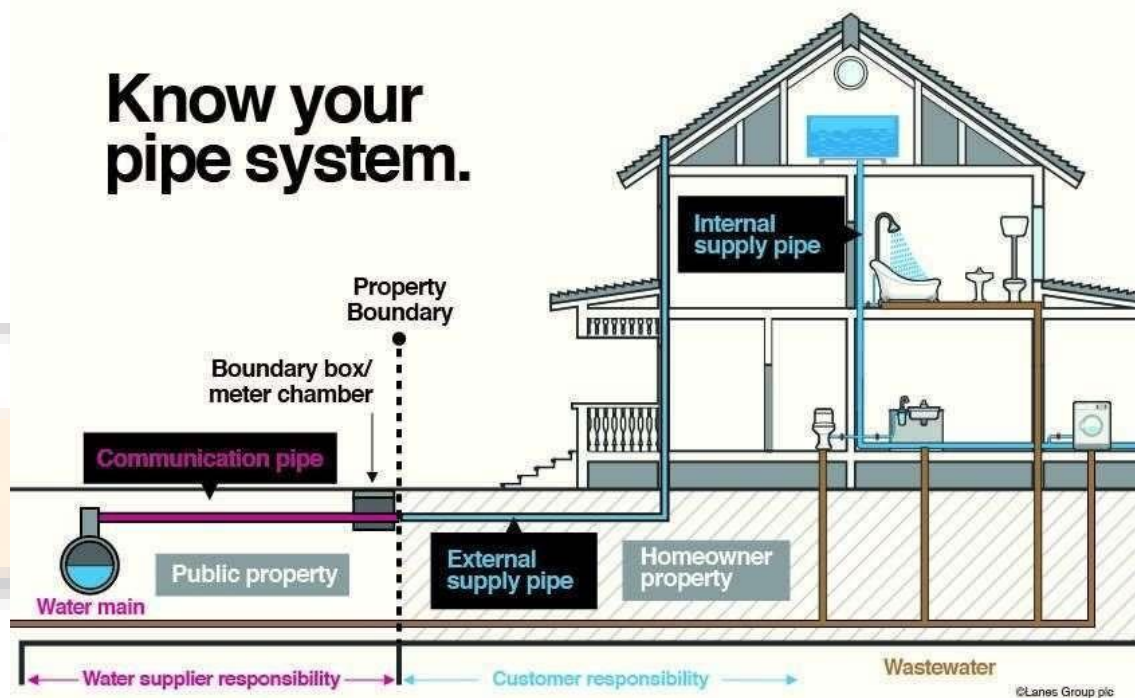 Know your
pipe system.
Internal
supply pipe
Property
Boundary
Boundary box/
meter chamber
Communication pipe
External
supply pipe
Homeowner
property
Public property
Water main
Water supplier responsibility
Customer responsibility
Wastewater
©Lanes Group plc